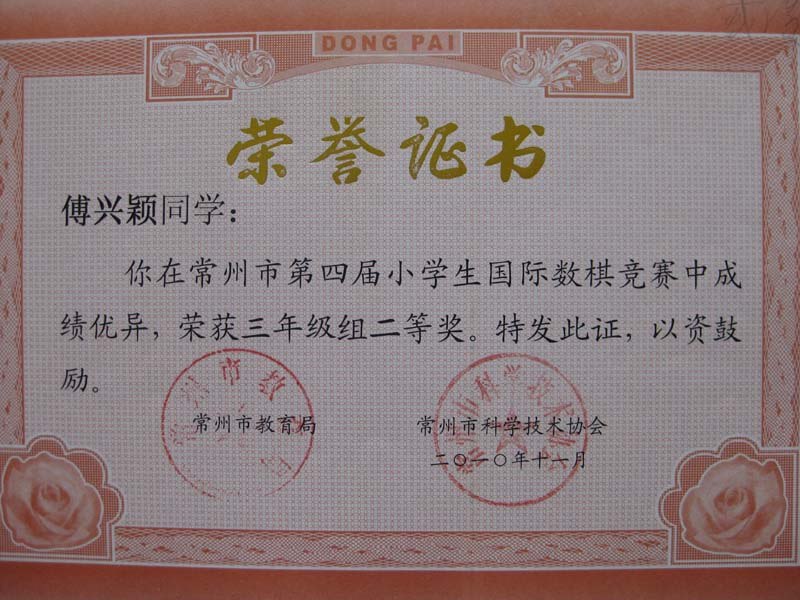 DONG PAI
荣誉证书
傅兴颖同学：
你在常州市第四届小学生国际数棋竞赛中成
绩优异，荣获三年级组二等奖。特发此证，以资鼓
励。
常州市教育局
常州市科学技术协会
二〇一〇年十一月